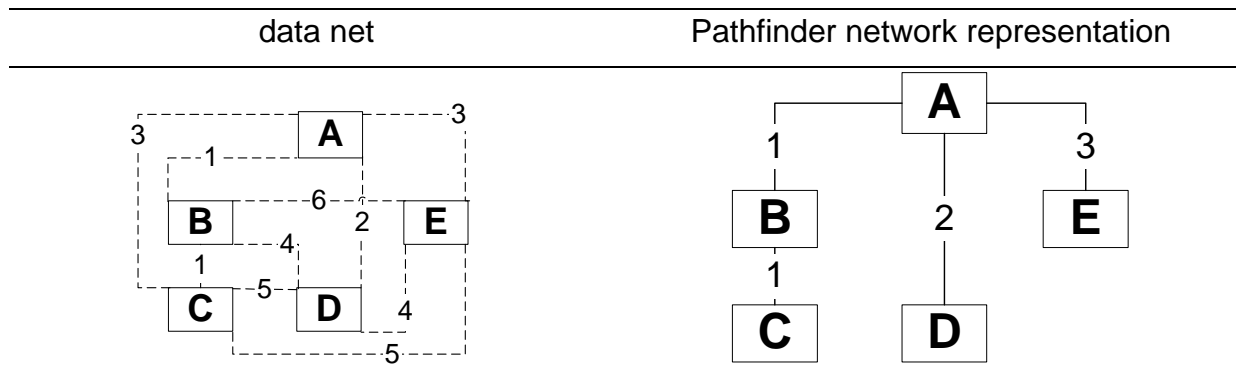 data net Pathfinder network representation
A
3 3
1
6
B 2 E
4
1
5
C D 4
5
A
1 3
B 2 E
1
C D